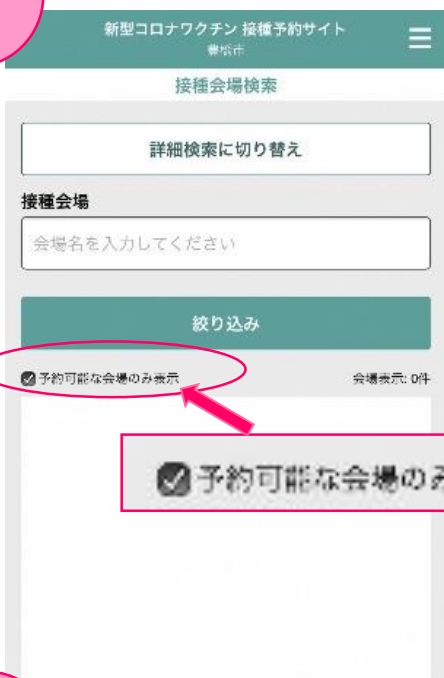 新型コロナワクチン 接種予約サイト
豊橋市
接種会場検索
詳細検索に切り替え
接種会場
会場名を入力してください
絞り込み
予約可能な会場のみ表示
会場表示: 0件
予約可能な会場のみ